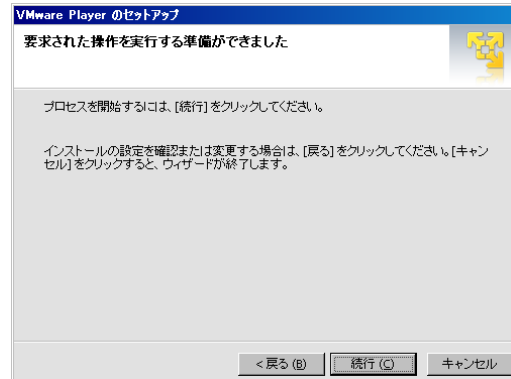 VMware Player のセットアップ
要求された操作を実行する準備ができました
プロセスを開始するには、[続行]をクリックしてください。
インストールの設定を確認または変更する場合は、[戻る]をクリックしてください。[キャン
セル]をクリックすると、ウィザードが終了します。
< 戻る(B) 続行(C) キャンセル